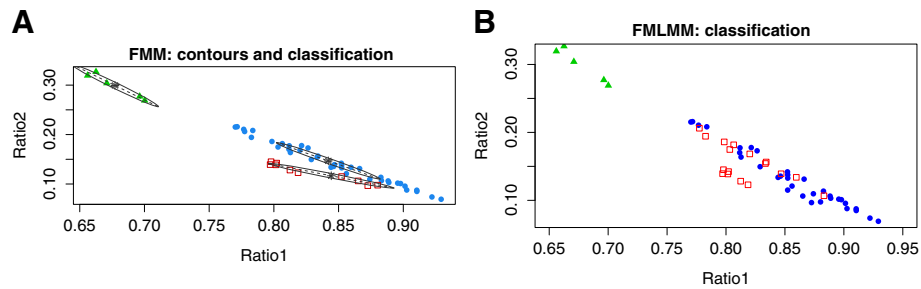 A
FMM: contours and classification
Ratio2
0.10 0.20 0.30
0.65 0.70 0.75 0.80 0.85 0.90
Ratio1
B
FMLMM: classification
Ratio2
0.10 0.20 0.30
0.65 0.70 0.75 0.80 0.85 0.90 0.95
Ratio1